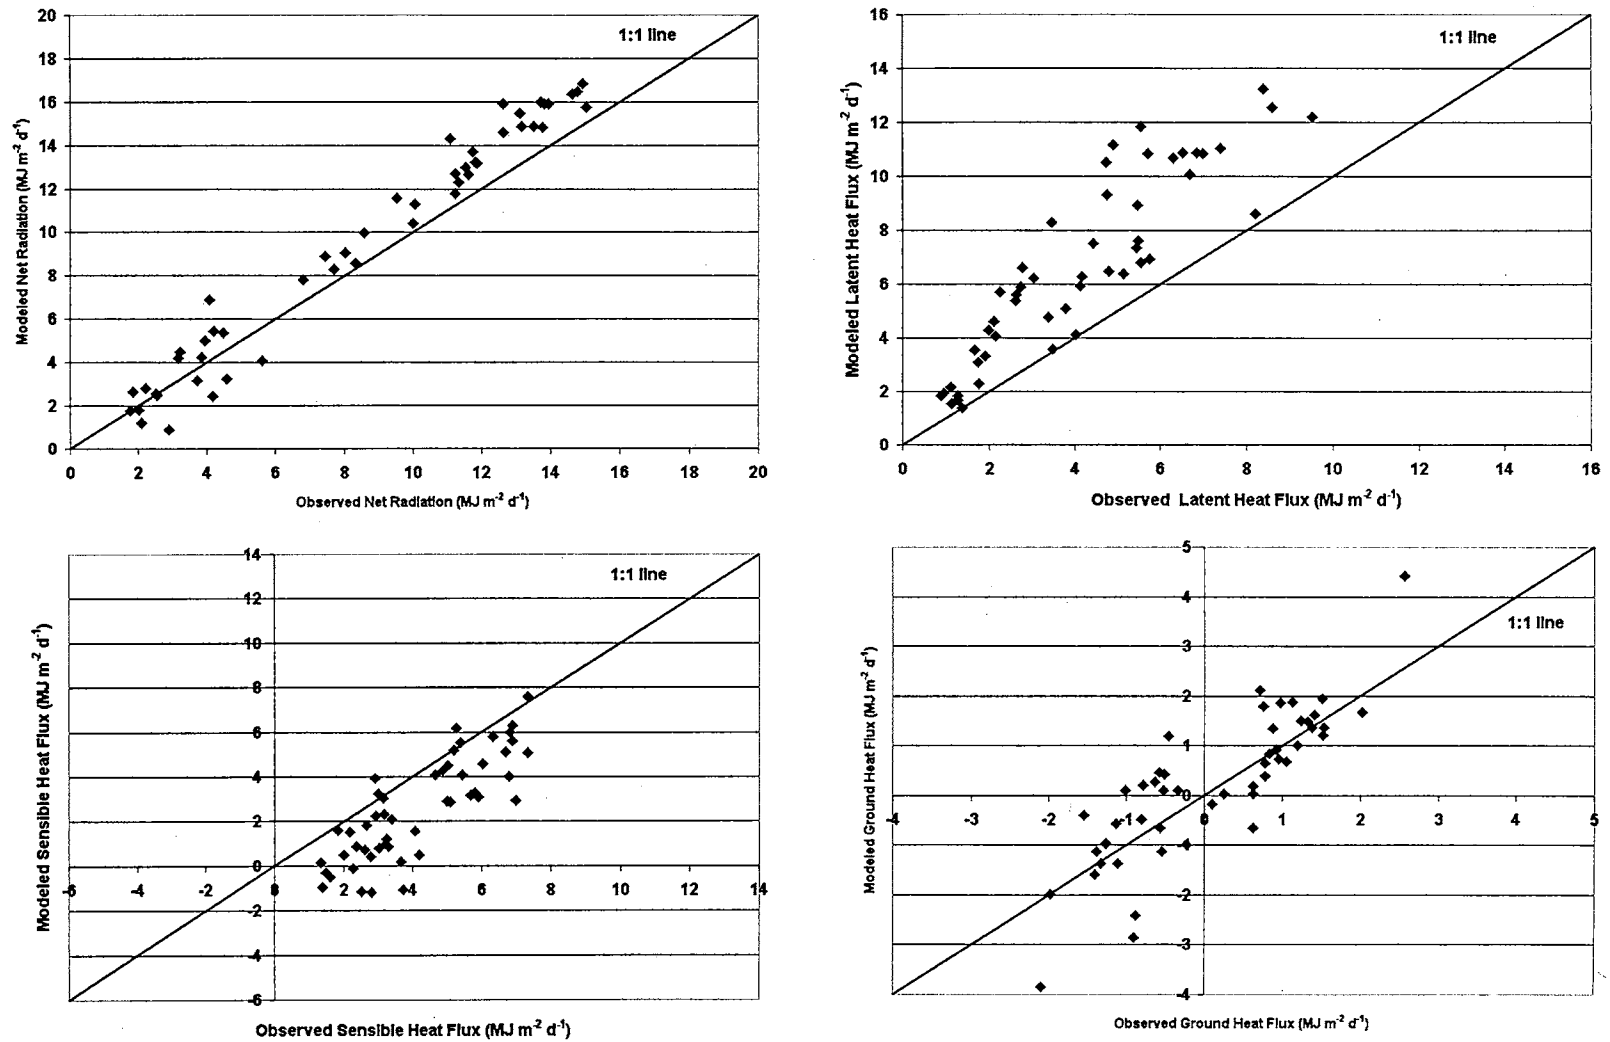 20
18
16
14
12
10
8
6
4
2
0
1:1 line
Modeled Net Radiation (MJ m-2 d-1)
0 2 4 6 8 10 12 14 16 18 20
Observed Net Radiation (MJ m-2 d-1)
16
14
12
10
8
6
4
2
0
1:1 line
Modeled Latent Heat Flux (MJ m-2 d-1)
0 2 4 6 8 10 12 14 16
Observed Latent Heat Flux (MJ m-2 d-1)
14
12
10
8
6
4
2
0
-2
-4
-6
1:1 line
Modeled Sensible Heat Flux (MJ m-2 d-1)
-6 -4 -2 0 2 4 6 8 10 12 14
Observed Sensible Heat Flux (MJ m-2 d-1)
5
4
3
2
1
0
-1
-2
-3
-4
1:1 line
Modeled Ground Heat Flux (MJ m-2 d-1)
-4 -3 -2 -1 0 1 2 3 4 5
Observed Ground Heat Flux (MJ m-2 d-1)